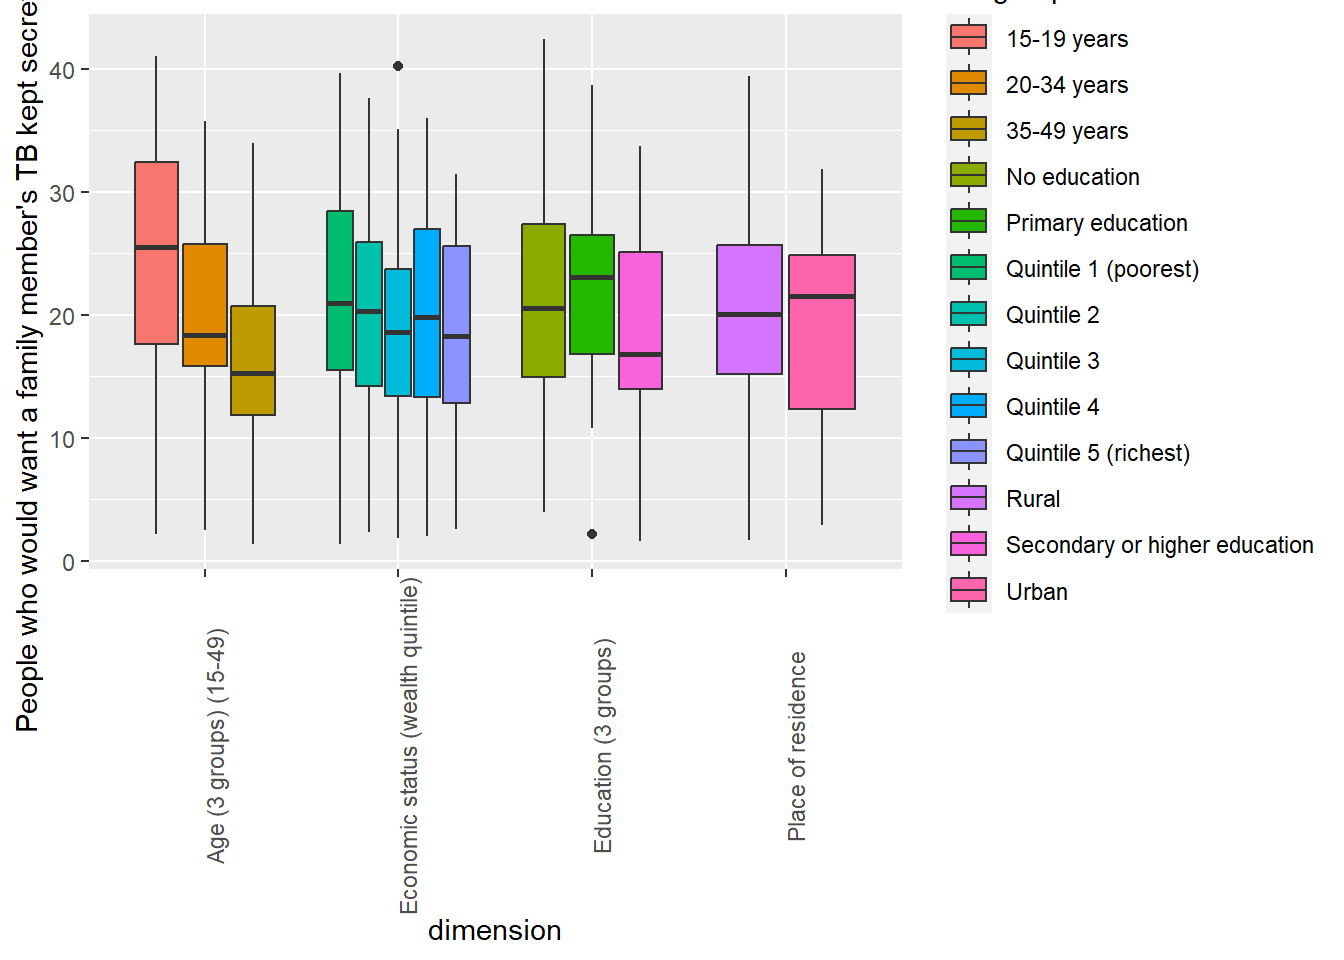 People who would want a family member's TB kept secret
40
30
20
10
0
Age (3 groups) (15-49)
Economic status (wealth quintile)
Education (3 groups)
Place of residence
dimension
15-19 years
20-34 years
35-49 years
No education
Primary education
Quintile 1 (poorest)
Quintile 2
Quintile 3
Quintile 4
Quintile 5 (richest)
Rural
Secondary or higher education
Urban